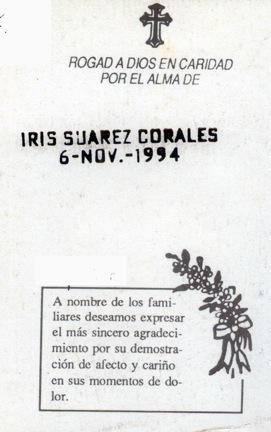 ROGAD A DIOS EN CARIDAD
POR EL ALMA DE
IRIS SUAREZ CORALES
6-NOV.-1994
A nombre de los fami-
liares deseamos expresar
el más sincero agradeci-
miento por su demostra-
ción de afecto y cariño
en sus momentos de do-
lor.